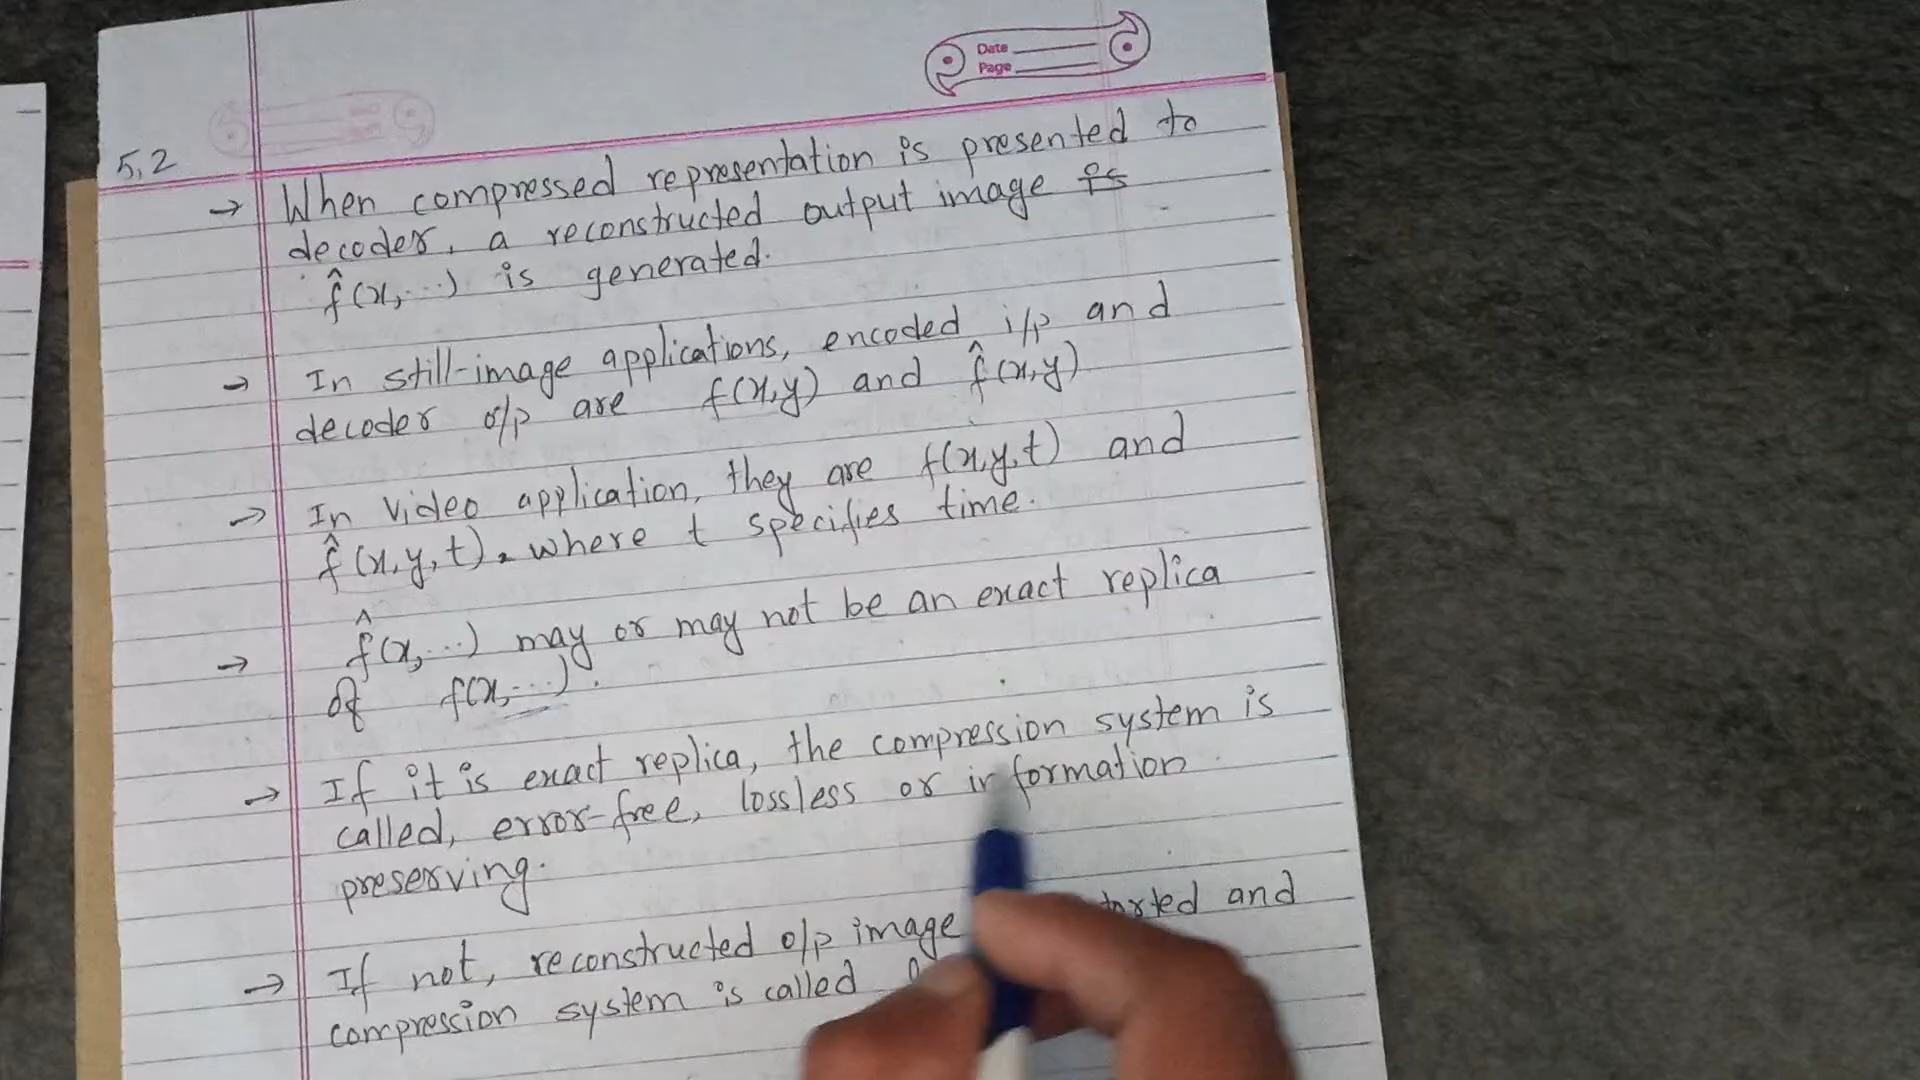 Date
Page
5.2
→ When compressed representation is presented to
decoder, a reconstructed output image is
f̂(x,...) is generated.
→ In still-image applications, encoded i/p and
decoder o/p are f(x,y) and f̂(x,y)
→ In video application, they are f(x,y,t) and
f̂(x,y,t). where t specifies time.
→ f̂(x,...) may or may not be an exact replica
of f(x,...).
→ If it is exact replica, the compression system is
called, error-free, lossless or information
preserving.
→ If not, reconstructed o/p image and
compression system is called